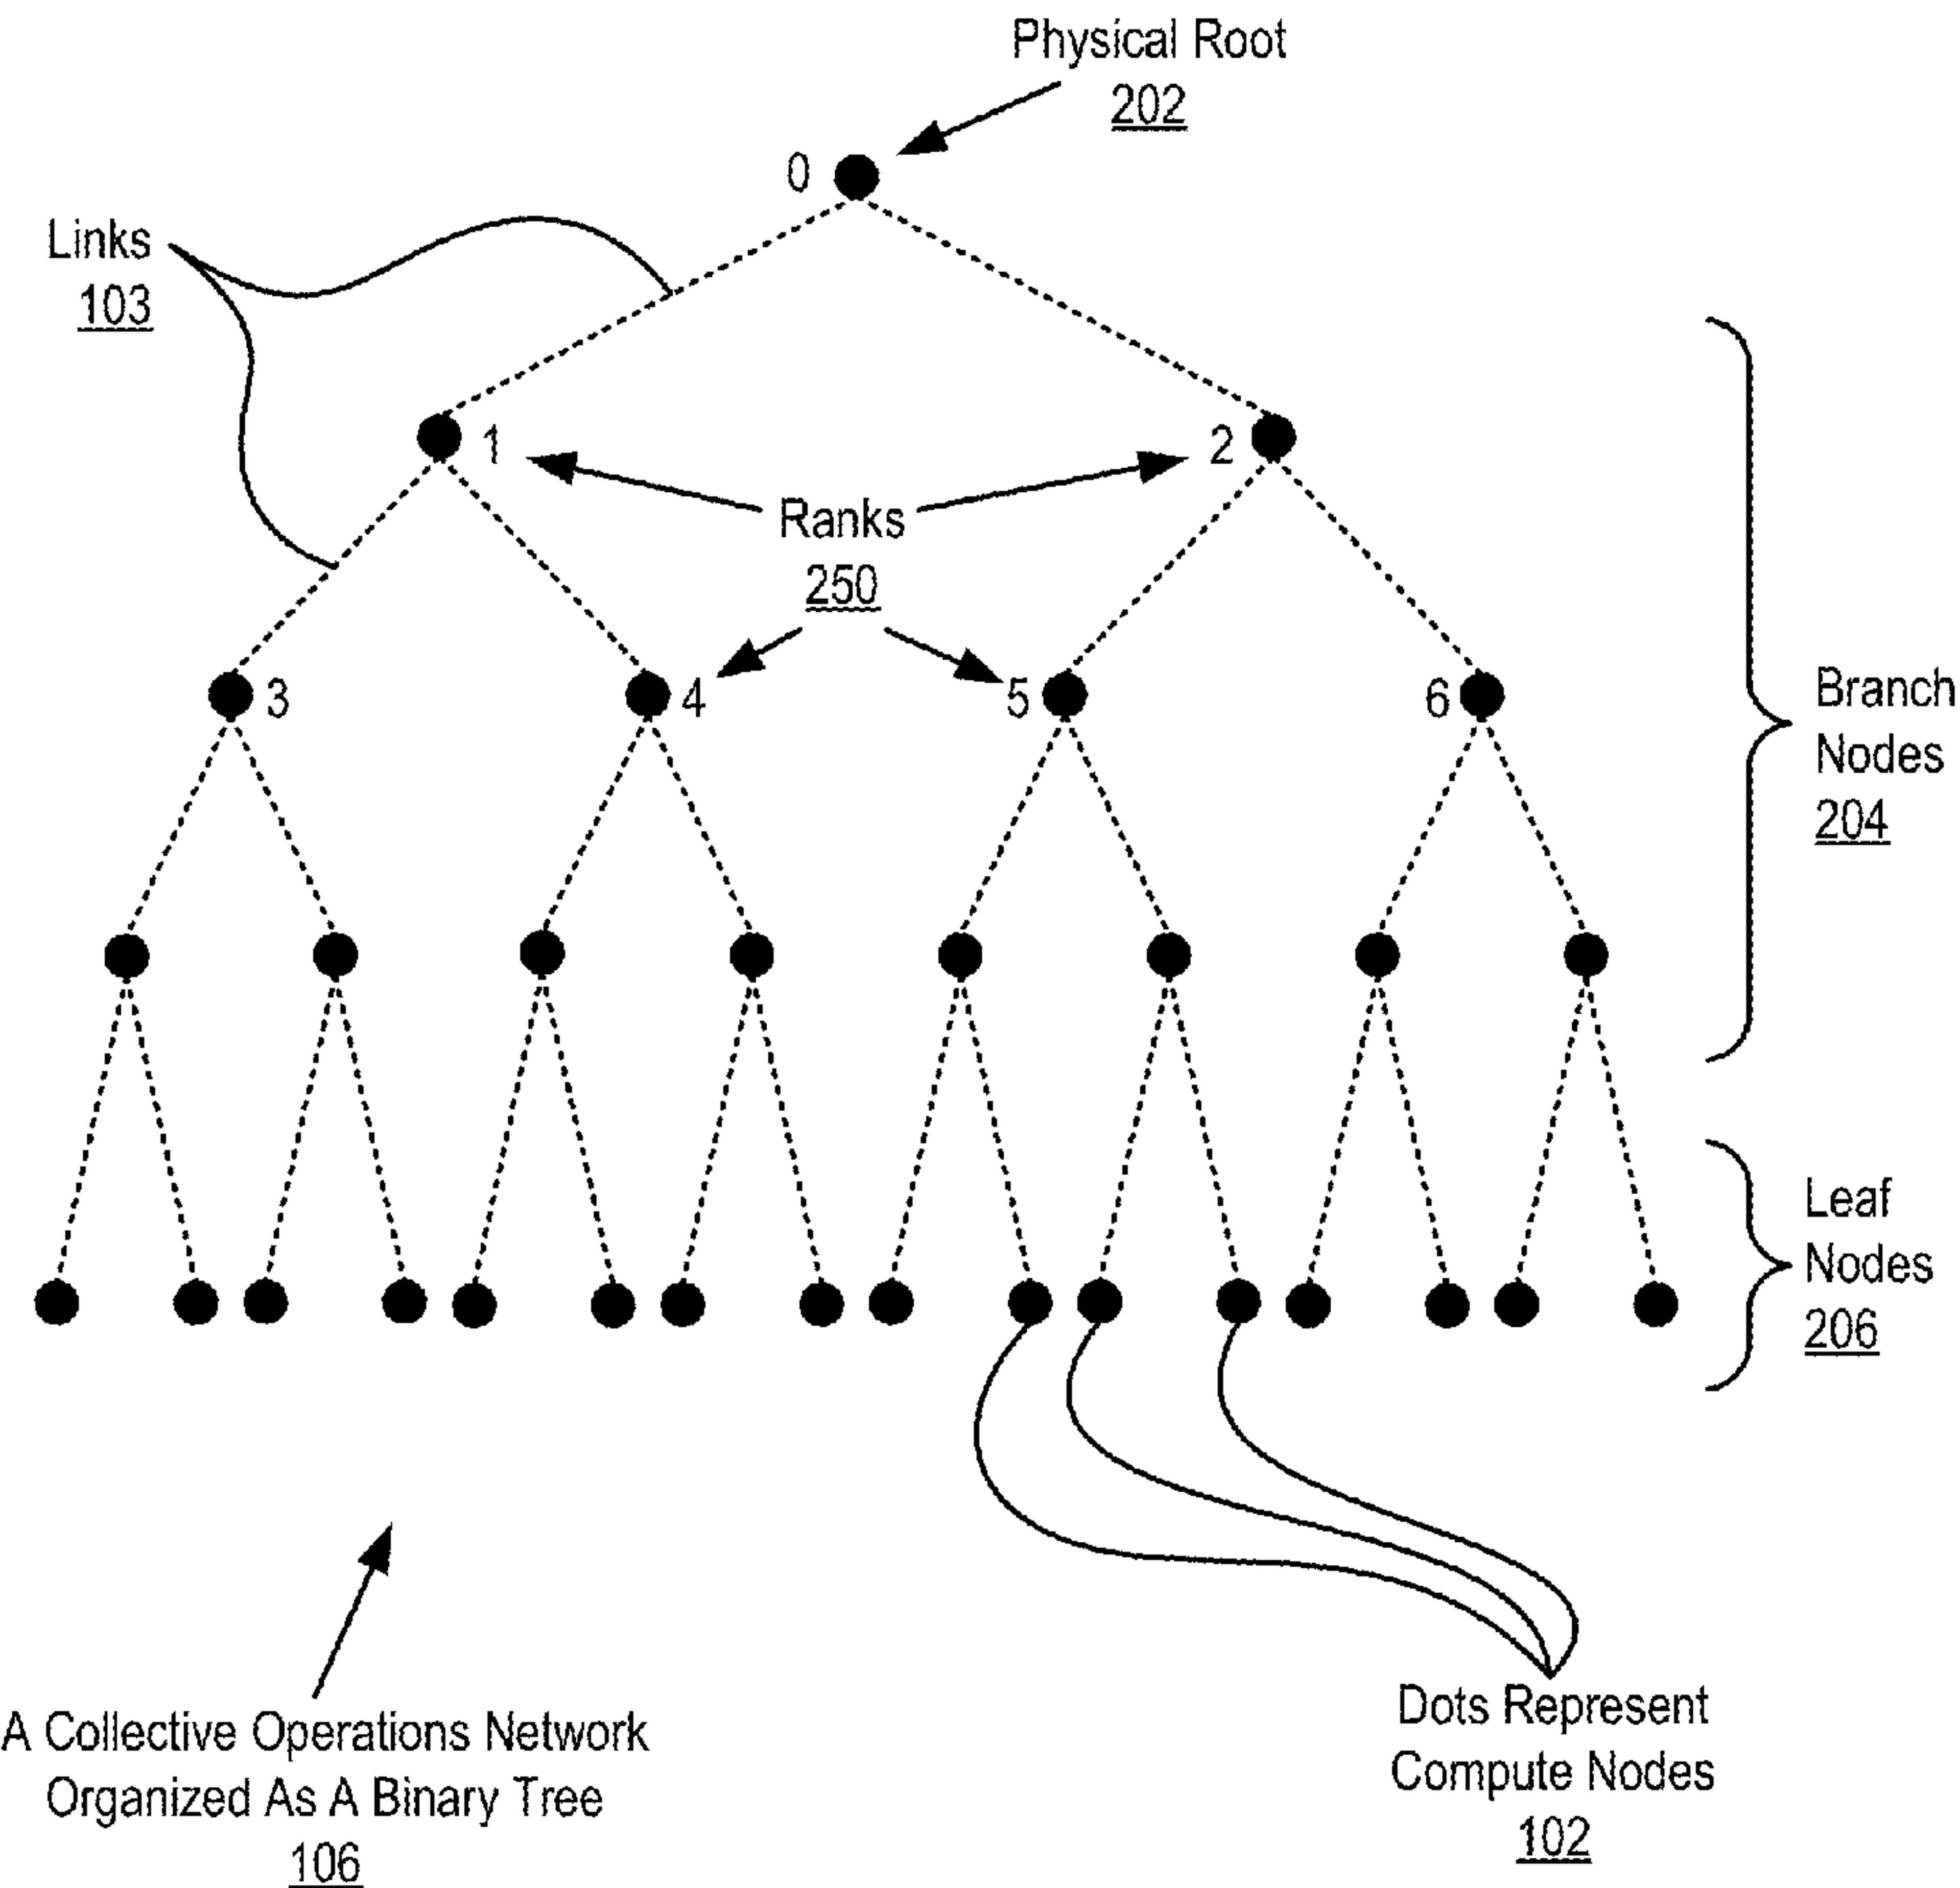 Physical Root
202
0
Links
103
1
2
Ranks
250
3
4
5
6
Branch
Nodes
204
Leaf
Nodes
206
Dots Represent
Compute Nodes
102
A Collective Operations Network
Organized As A Binary Tree
106